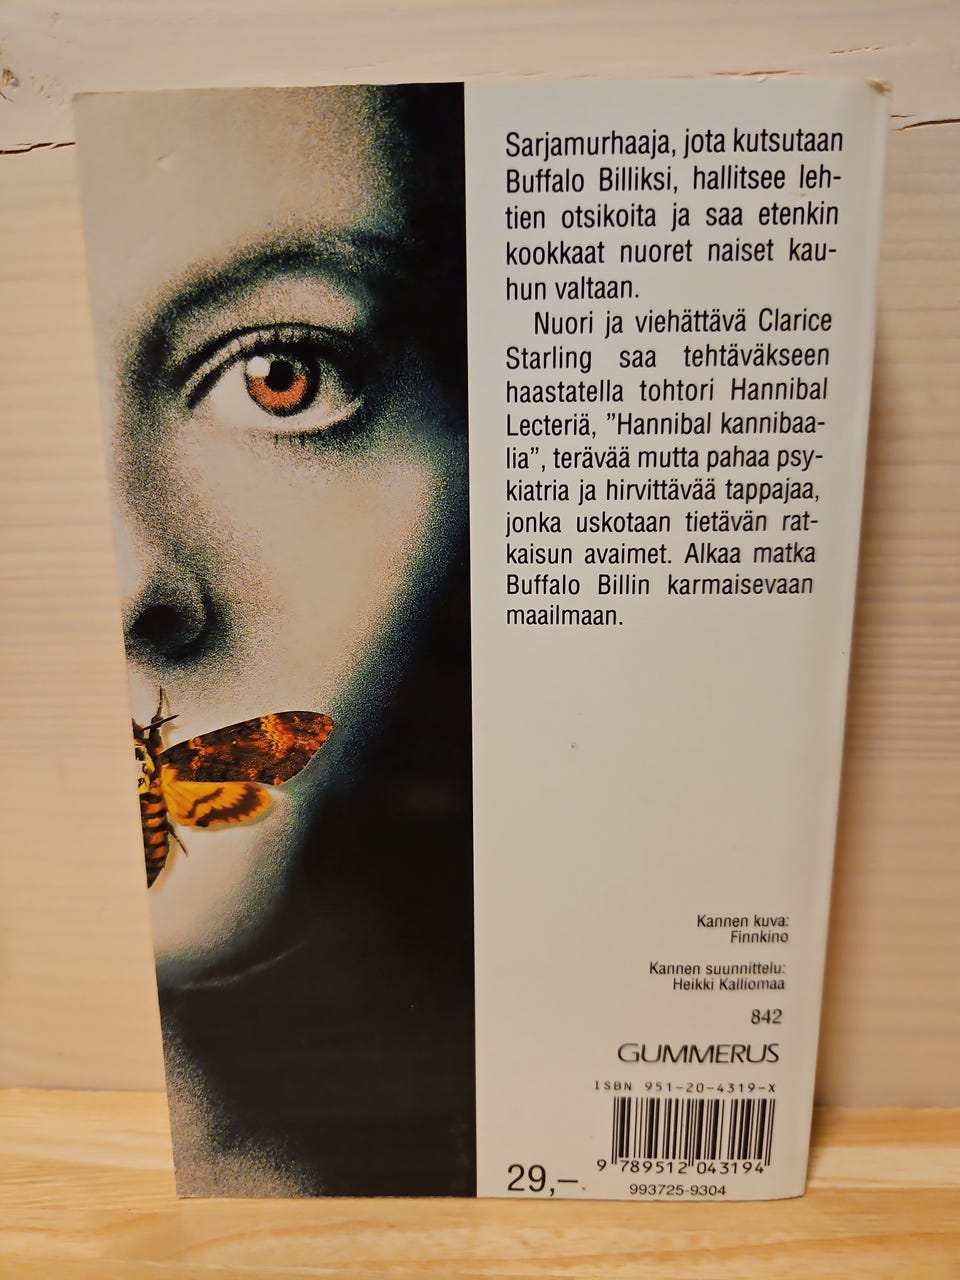 Sarjamurhaaja, jota kutsutaan
Buffalo Billiksi, hallitsee leh-
tien otsikoita ja saa etenkin
kookkaat nuoret naiset kau-
hun valtaan.
Nuori ja viehättävä Clarice
Starling saa tehtäväkseen
haastatella tohtori Hannibal
Lecteriä, ”Hannibal kannibaa-
lia”, terävää mutta pahaa psy-
kiatria ja hirvittävää tappajaa,
jonka uskotaan tietävän rat-
kaisun avaimet. Alkaa matka
Buffalo Billin karmaisevaan
maailmaan.
Kannen kuva:
Finnkino
Kannen suunnittelu:
Heikki Kalliomaa
842
GUMMERUS
ISBN 951-20-4319-X
9 789512 043194
29,–.
993725-9304